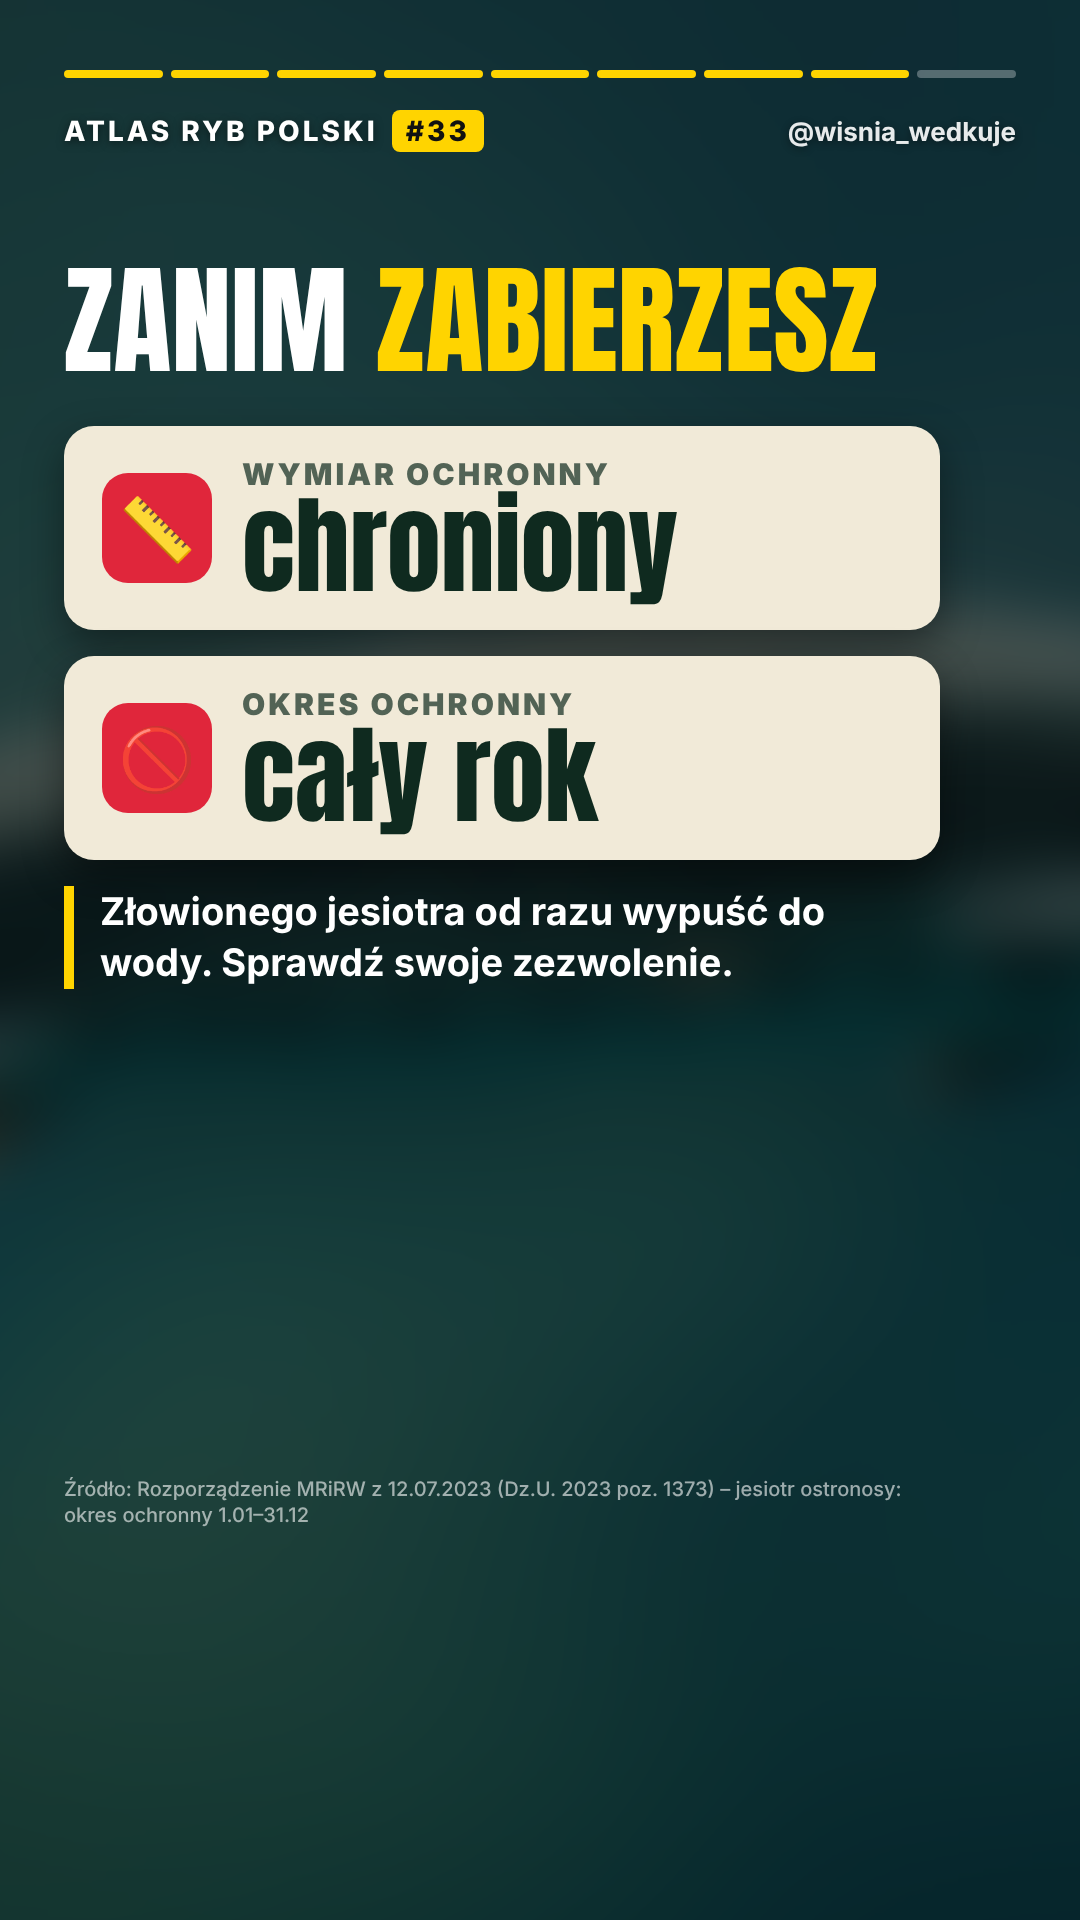 ATLAS RYB POLSKI #33
@wisnia_wedkuje
ZANIM ZABIERZESZ
WYMIAR OCHRONNY
chroniony
OKRES OCHRONNY
cały rok
Złowionego jesiotra od razu wypuść do
wody. Sprawdź swoje zezwolenie.
Źródło: Rozporządzenie MRiRW z 12.07.2023 (Dz.U. 2023 poz. 1373) – jesiotr ostronosy:
okres ochronny 1.01–31.12